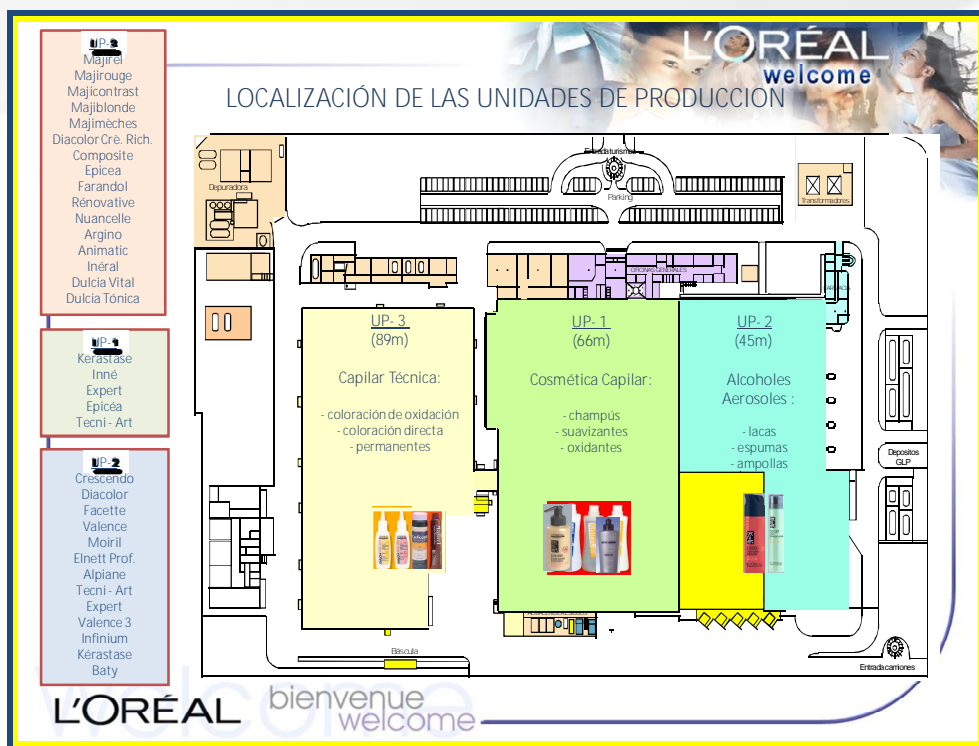 L'ORÉAL
welcome
LOCALIZACIÓN DE LAS UNIDADES DE PRODUCCIÓN
UP-3
Majirel
Majirouge
Majicontrast
Majiblonde
Majimèches
Diacolor Crè. Rich.
Composite
Epicea
Farandol
Rénovative
Nuancelle
Argino
Animatic
Inéral
Dulcia Vital
Dulcia Tónica
UP-1
Kerastase
Inné
Expert
Epicéa
Tecni - Art
UP-2
Crescendo
Diacolor
Facette
Valence
Moiril
Elnett Prof.
Alpiane
Tecni - Art
Expert
Valence 3
Infinium
Kérastase
Baty
Entrada turismos
Depuradora
Parking
Transformadores
OFICINAS GENERALES
UP- 3
(89m)
Capilar Técnica:
- coloración de oxidación
- coloración directa
- permanentes
UP- 1
(66m)
Cosmética Capilar:
- champús
- suavizantes
- oxidantes
UP- 2
(45m)
Alcoholes
Aerosoles :
- lacas
- espumas
- ampollas
Depositos
GLP
Báscula
Entrada camiones
L'ORÉAL
bienvenue
welcome
welcome